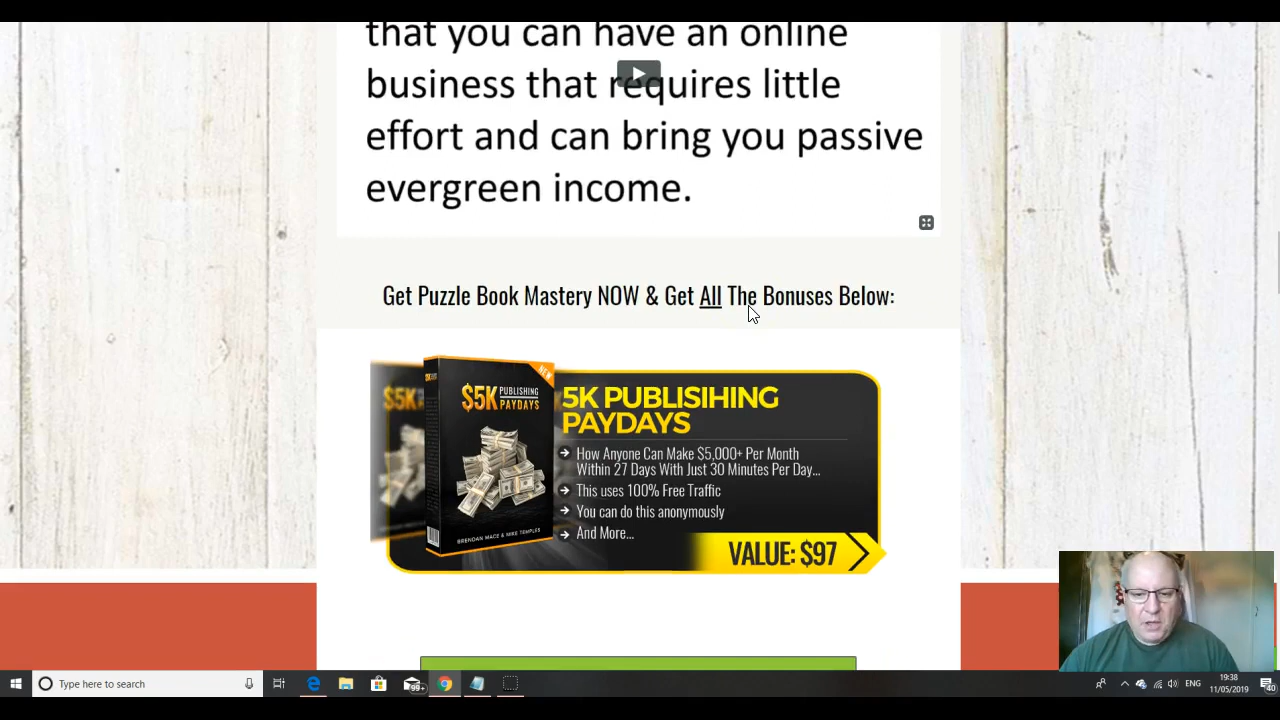 that you can have an online
business that requires little
effort and can bring you passive
evergreen income.
Get Puzzle Book Mastery NOW & Get All The Bonuses Below:
$5K
$5K PUBLISHING
PAYDAYS
NEW
BRENDAN MACE & MIKE TEMPLES
5K PUBLISIHING
PAYDAYS
How Anyone Can Make $5,000+ Per Month
Within 27 Days With Just 30 Minutes Per Day...
This uses 100% Free Traffic
You can do this anonymously
And More...
VALUE: $97
Type here to search
99+
ENG
19:38
11/05/2019
40